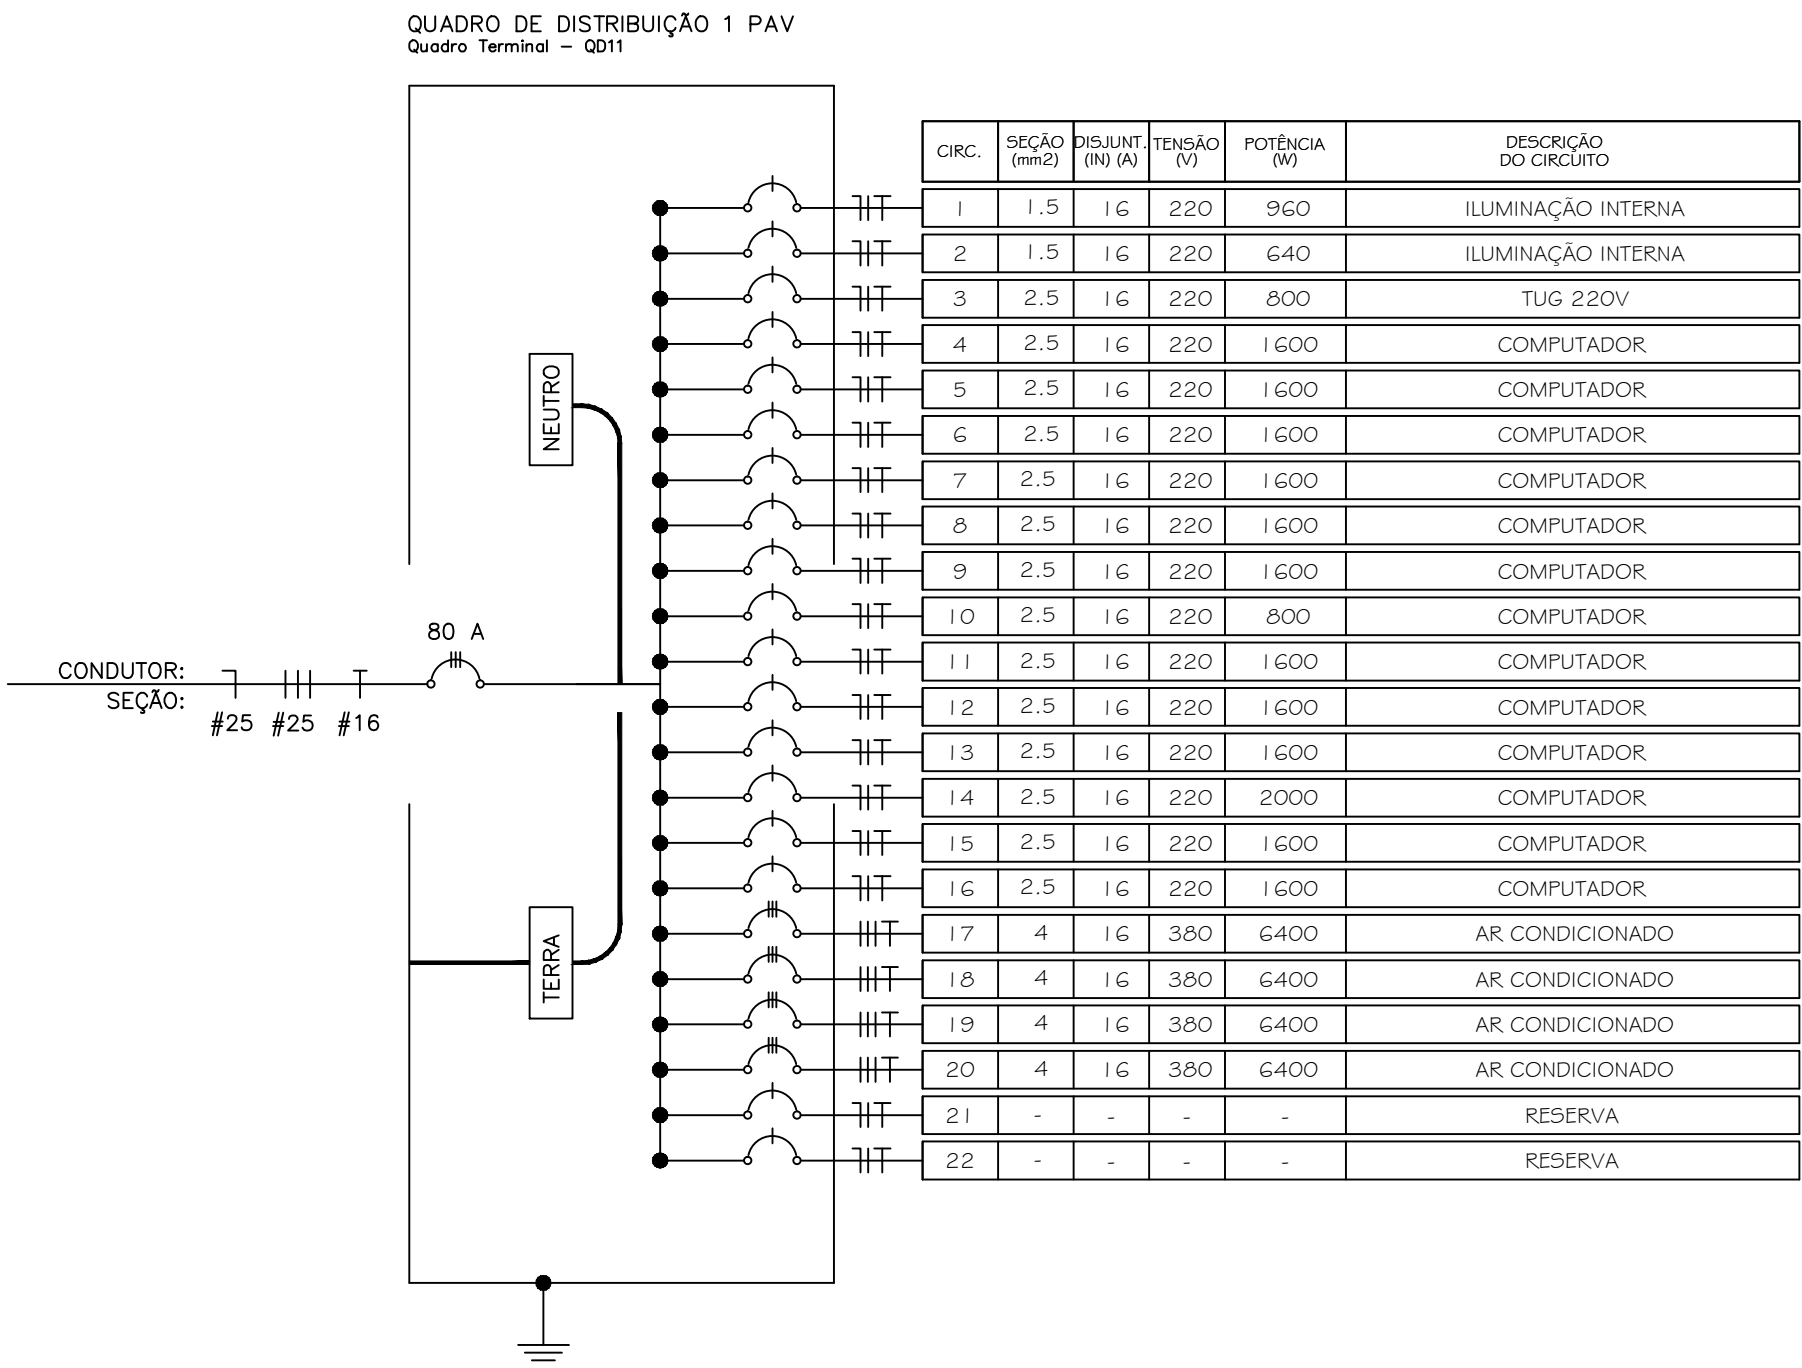 QUADRO DE DISTRIBUIÇÃO 1 PAV
Quadro Terminal – QD11
CIRC. SEÇÃO (mm2) DISJUNT. (IN) (A) TENSÃO (V) POTÊNCIA (W) DESCRIÇÃO DO CIRCUITO
1 1.5 16 220 960 ILUMINAÇÃO INTERNA
2 1.5 16 220 640 ILUMINAÇÃO INTERNA
3 2.5 16 220 800 TUG 220V
4 2.5 16 220 1600 COMPUTADOR
5 2.5 16 220 1600 COMPUTADOR
6 2.5 16 220 1600 COMPUTADOR
7 2.5 16 220 1600 COMPUTADOR
8 2.5 16 220 1600 COMPUTADOR
9 2.5 16 220 1600 COMPUTADOR
10 2.5 16 220 800 COMPUTADOR
11 2.5 16 220 1600 COMPUTADOR
12 2.5 16 220 1600 COMPUTADOR
13 2.5 16 220 1600 COMPUTADOR
14 2.5 16 220 2000 COMPUTADOR
15 2.5 16 220 1600 COMPUTADOR
16 2.5 16 220 1600 COMPUTADOR
17 4 16 380 6400 AR CONDICIONADO
18 4 16 380 6400 AR CONDICIONADO
19 4 16 380 6400 AR CONDICIONADO
20 4 16 380 6400 AR CONDICIONADO
21 - - - - RESERVA
22 - - - - RESERVA
NEUTRO
80 A
CONDUTOR:
SEÇÃO:
#25 #25 #16
TERRA